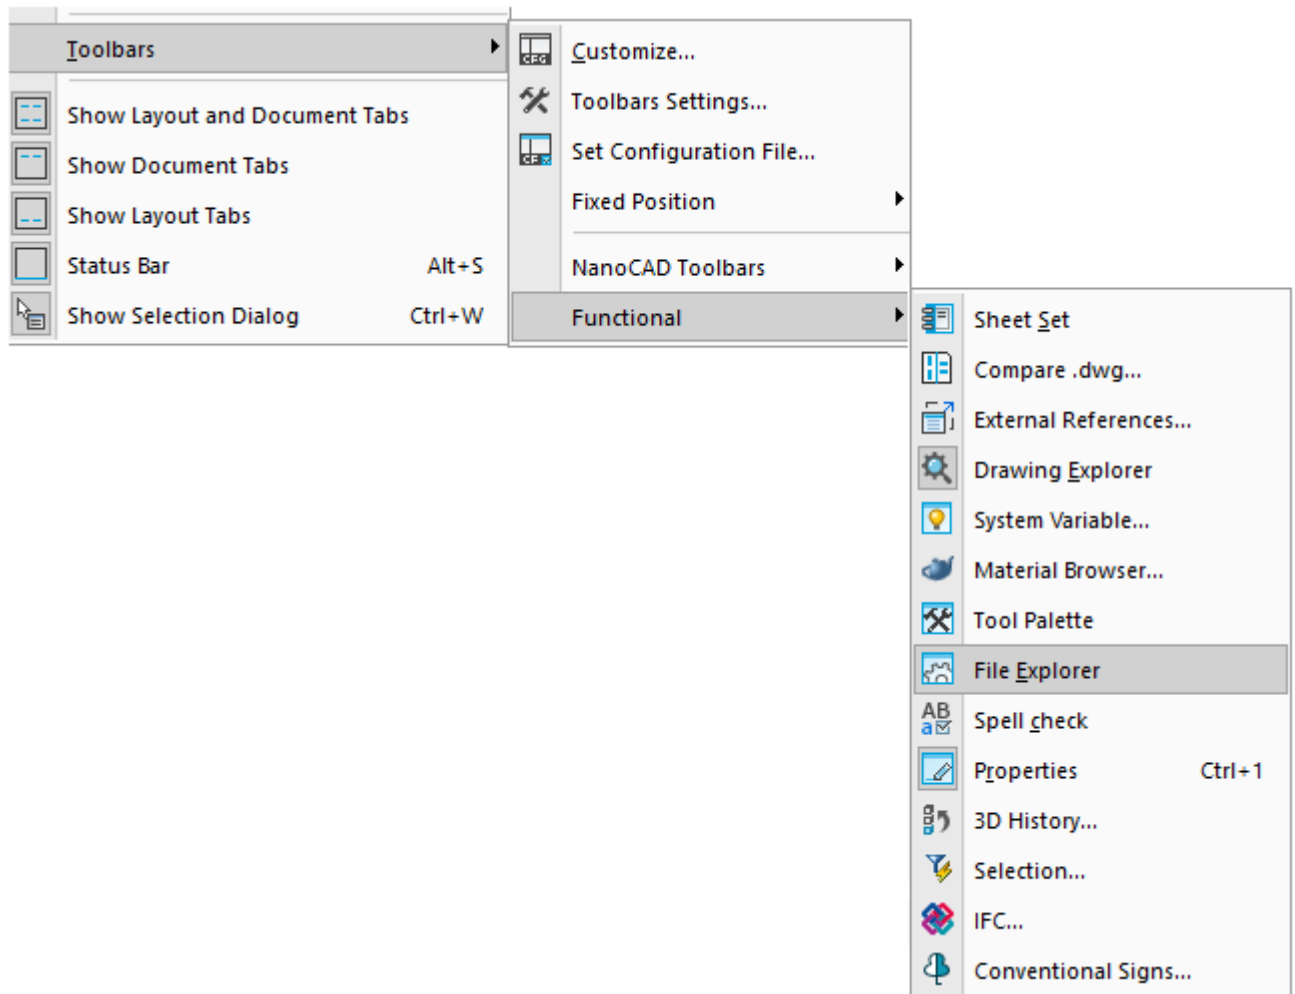 Toolbars
Show Layout and Document Tabs
Show Document Tabs
Show Layout Tabs
Status Bar Alt+S
Show Selection Dialog Ctrl+W
CFG Customize...
Toolbars Settings...
CF Set Configuration File...
Fixed Position
NanoCAD Toolbars
Functional
Sheet Set
Compare .dwg...
External References...
Drawing Explorer
System Variable...
Material Browser...
Tool Palette
File Explorer
AB
a Spell check
Properties Ctrl+1
3D History...
Selection...
IFC...
Conventional Signs...